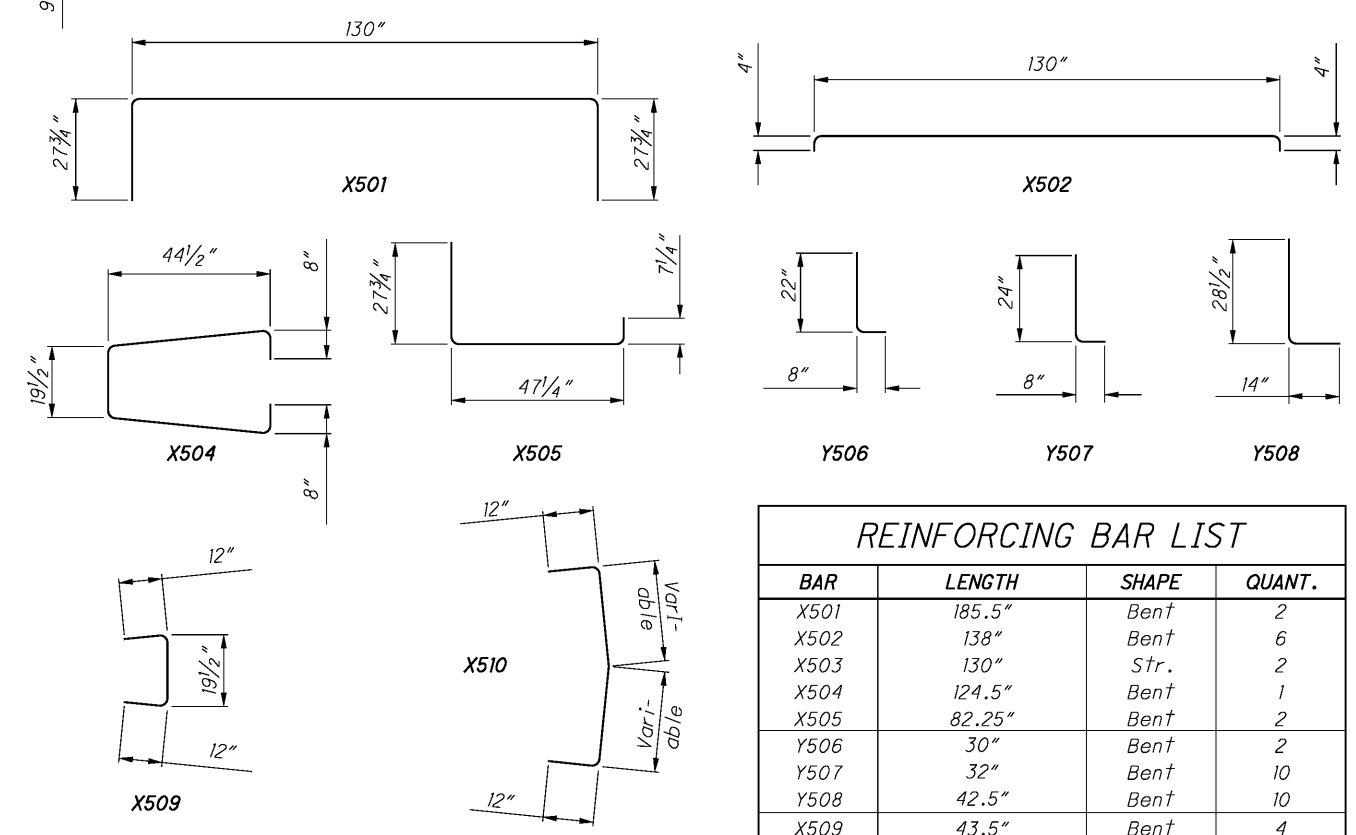 9
130"
27¾"
27¾"
X501
4"
130"
4"
X502
44½"
8"
19½"
8"
X504
27¾"
7¼"
47¼"
X505
22"
8"
Y506
24"
8"
Y507
28½"
14"
Y508
12"
19½"
12"
X509
12"
Vari-
able
X510
Vari-
able
12"
REINFORCING BAR LIST
BAR LENGTH SHAPE QUANT.
X501 185.5" Bent 2
X502 138" Bent 6
X503 130" Str. 2
X504 124.5" Bent 1
X505 82.25" Bent 2
Y506 30" Bent 2
Y507 32" Bent 10
Y508 42.5" Bent 10
X509 43.5" Bent 4